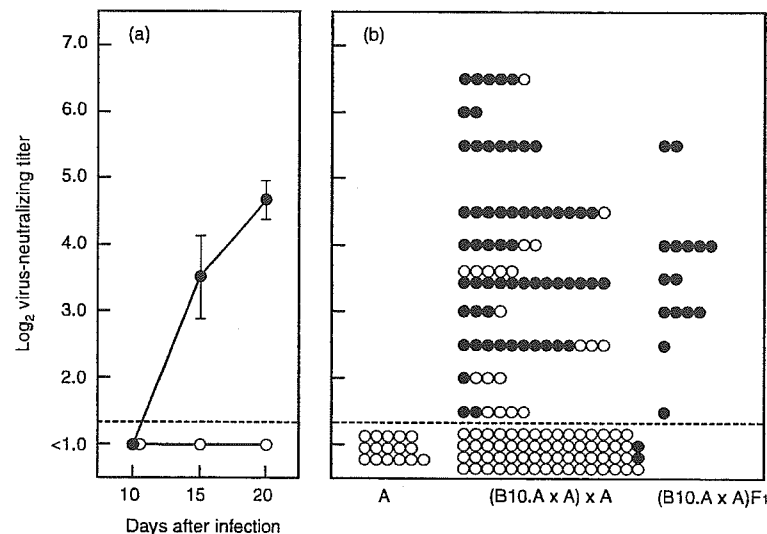 (a)
(b)
7.0
6.0
5.0
4.0
3.0
2.0
<1.0
Log₂ virus-neutralizing titer
10
15
20
Days after infection
A
(B10.A x A) x A
(B10.A x A)F₁